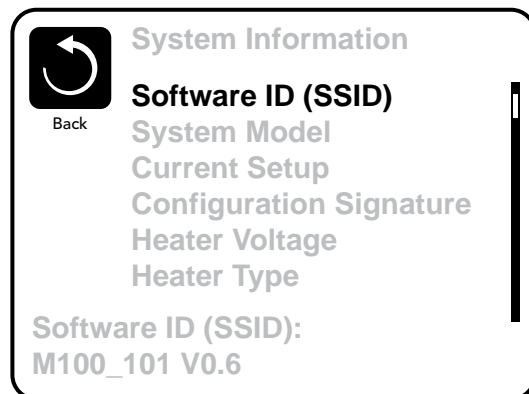 System Information
Back
Software ID (SSID)
System Model
Current Setup
Configuration Signature
Heater Voltage
Heater Type
Software ID (SSID):
M100_101 V0.6